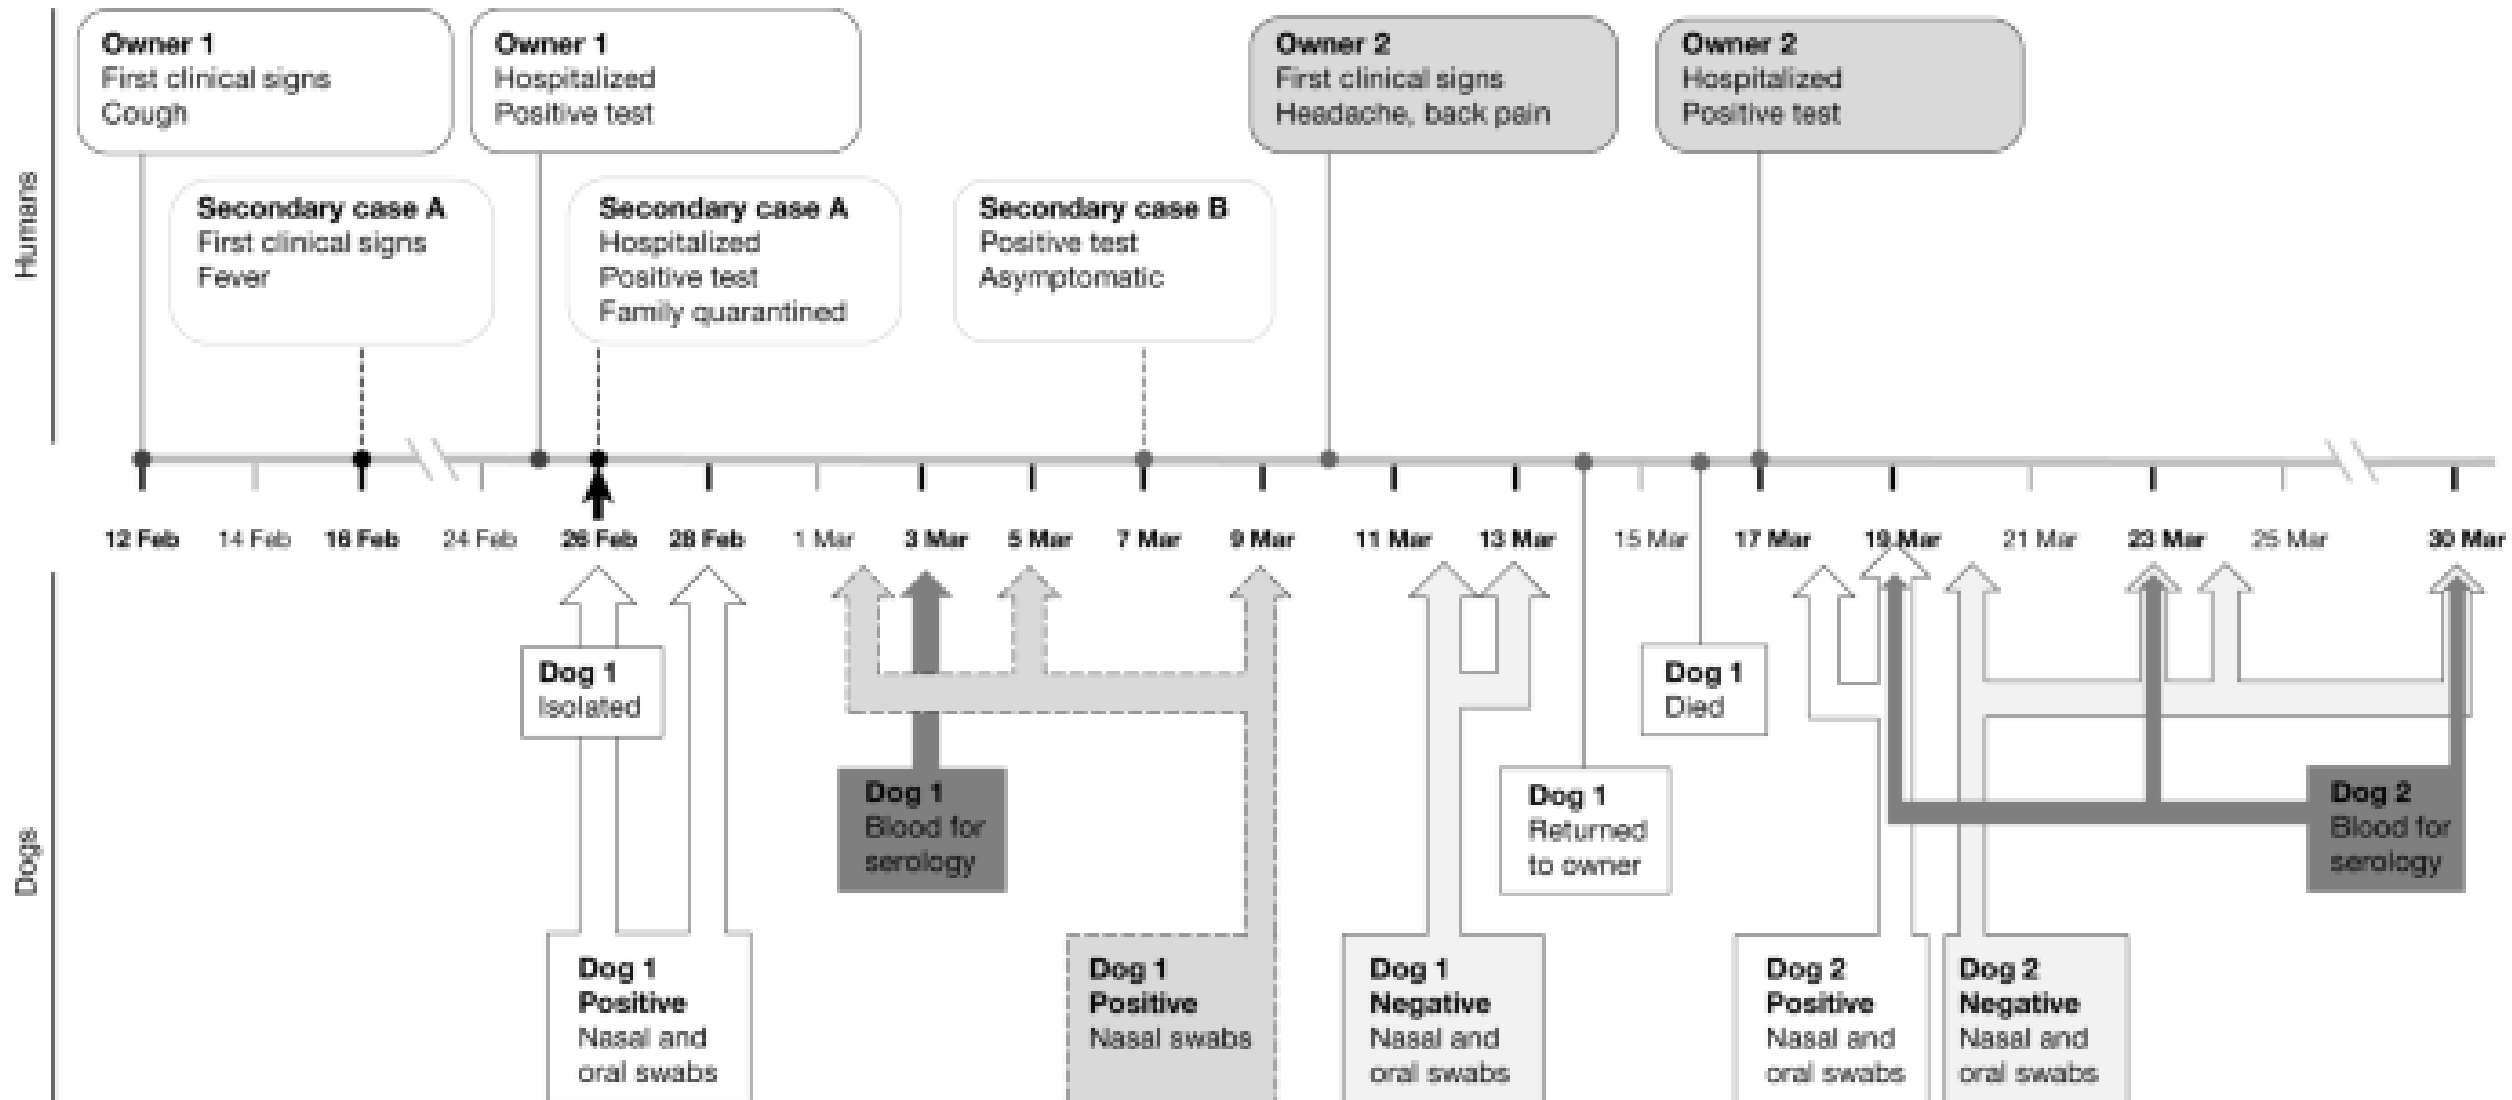 Owner 1
First clinical signs
Cough
Owner 1
Hospitalized
Positive test
Owner 2
First clinical signs
Headache, back pain
Owner 2
Hospitalized
Positive test
Humans
Secondary case A
First clinical signs
Fever
Secondary case A
Hospitalized
Positive test
Family quarantined
Secondary case B
Positive test
Asymptomatic
12 Feb 14 Feb 16 Feb 24 Feb 26 Feb 28 Feb 1 Mar 3 Mar 5 Mar 7 Mar 9 Mar 11 Mar 13 Mar 15 Mar 17 Mar 19 Mar 21 Mar 23 Mar 25 Mar 30 Mar
Dogs
Dog 1
Isolated
Dog 1
Died
Dog 1
Blood for
serology
Dog 1
Returned
to owner
Dog 2
Blood for
serology
Dog 1
Positive
Nasal and
oral swabs
Dog 1
Positive
Nasal swabs
Dog 1
Negative
Nasal and
oral swabs
Dog 2
Positive
Nasal and
oral swabs
Dog 2
Negative
Nasal and
oral swabs